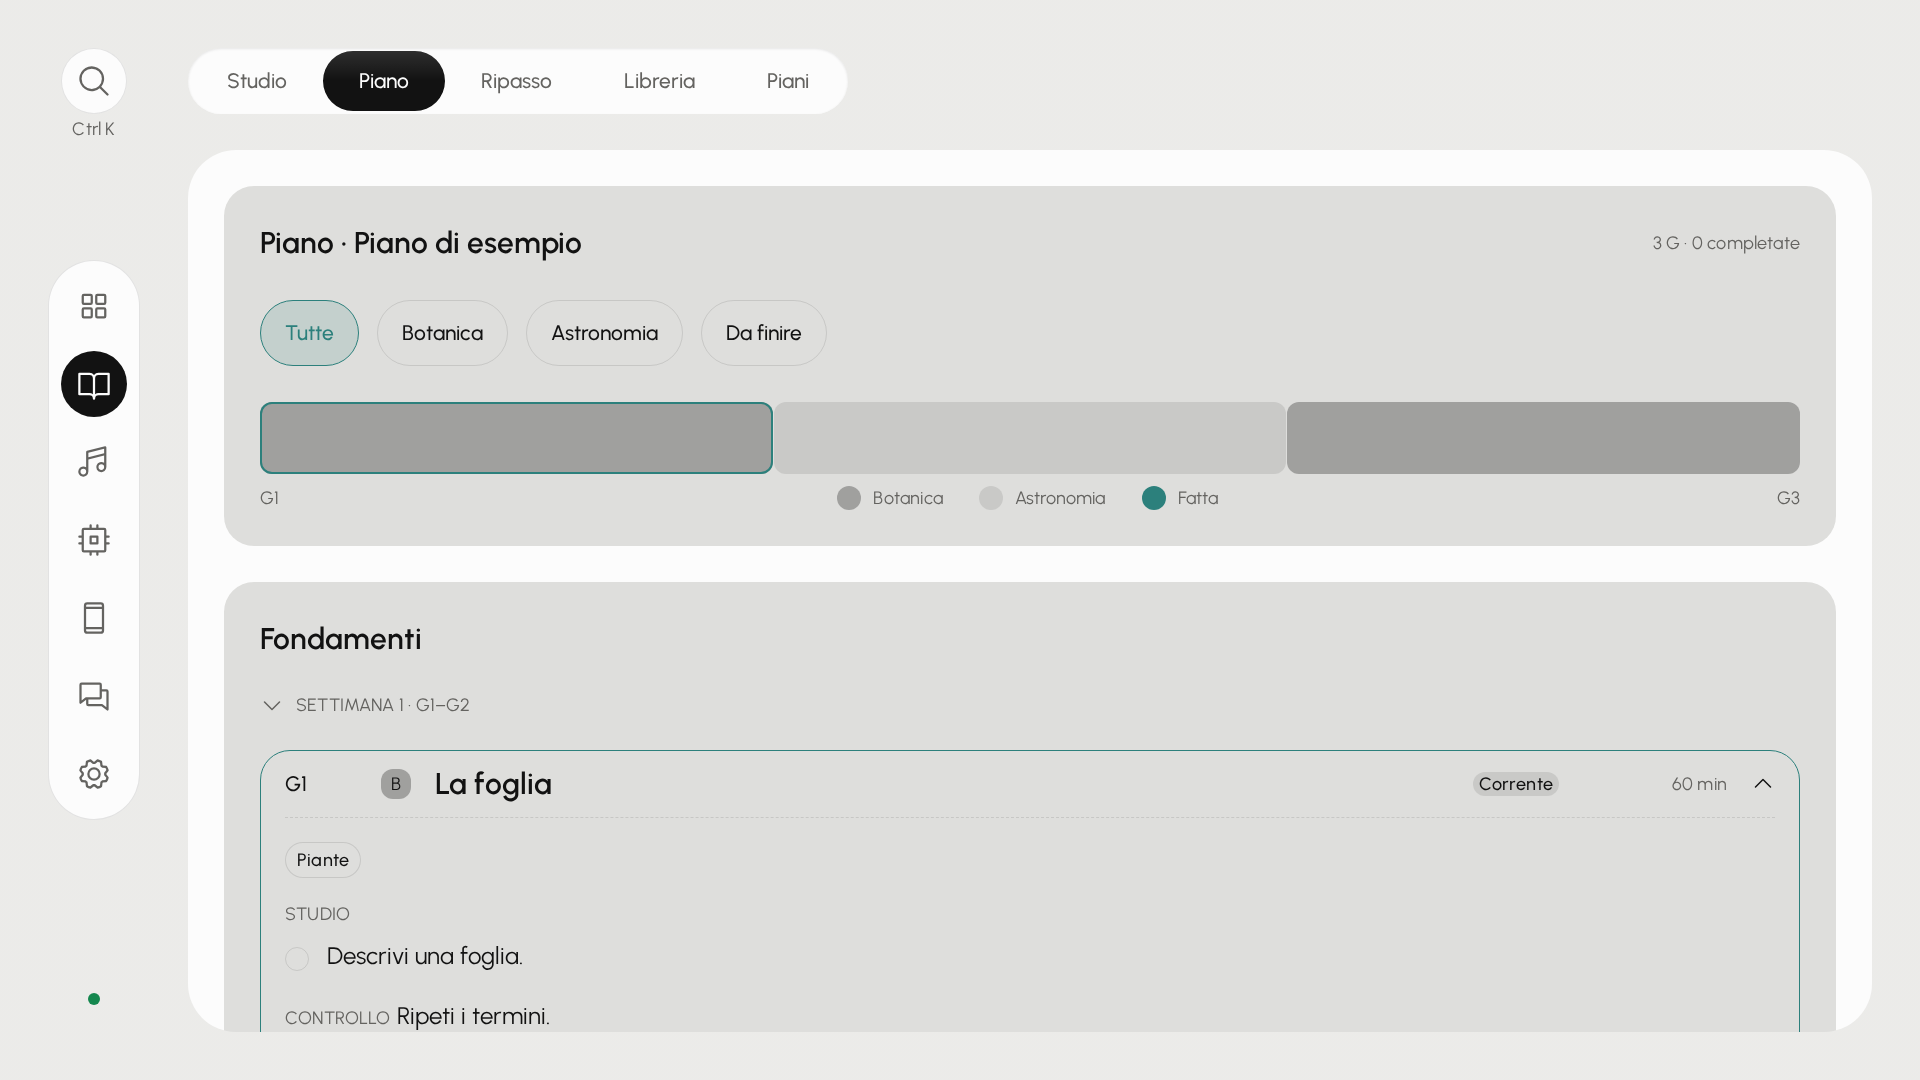 Ctrl K
Studio Piano Ripasso Libreria Piani
Piano · Piano di esempio
3 G · 0 completate
Tutte Botanica Astronomia Da finire
G1 Botanica Astronomia Fatta G3
Fondamenti
SETTIMANA 1 · G1–G2
G1 B La foglia Corrente 60 min
Piante
STUDIO
Descrivi una foglia.
CONTROLLO Ripeti i termini.